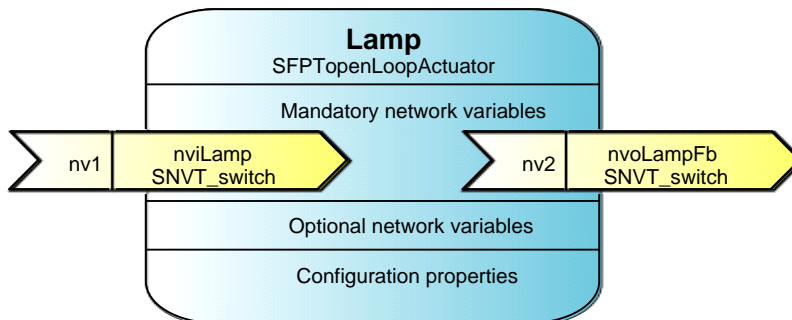 Lamp
SFPTopenLoopActuator
Mandatory network variables
nv1
nviLamp
SNVT_switch
nv2
nvoLampFb
SNVT_switch
Optional network variables
Configuration properties